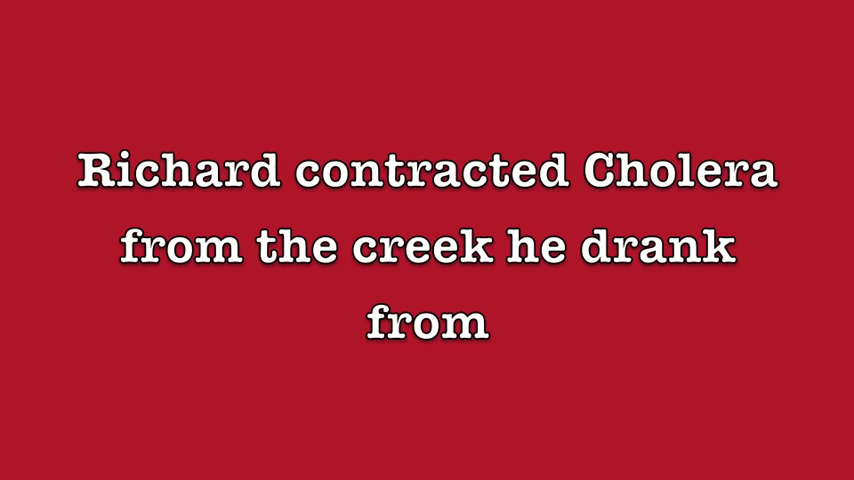 Richard contracted Cholera
from the creek he drank
from